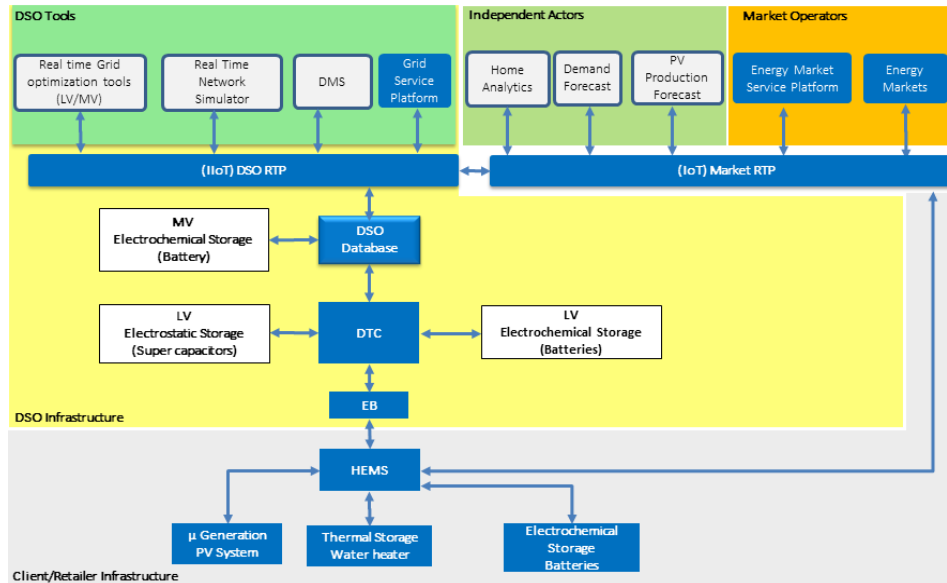 DSO Tools
Independent Actors
Market Operators
Real time Grid
optimization tools
(LV/MV)
Real Time
Network
Simulator
DMS
Grid
Service
Platform
Home
Analytics
Demand
Forecast
PV
Production
Forecast
Energy Market
Service Platform
Energy
Markets
(IIoT) DSO RTP
(IoT) Market RTP
MV
Electrochemical Storage
(Battery)
DSO
Database
LV
Electrostatic Storage
(Super capacitors)
DTC
LV
Electrochemical Storage
(Batteries)
EB
DSO Infrastructure
HEMS
µ Generation
PV System
Thermal Storage
Water heater
Electrochemical
Storage
Batteries
Client/Retailer Infrastructure